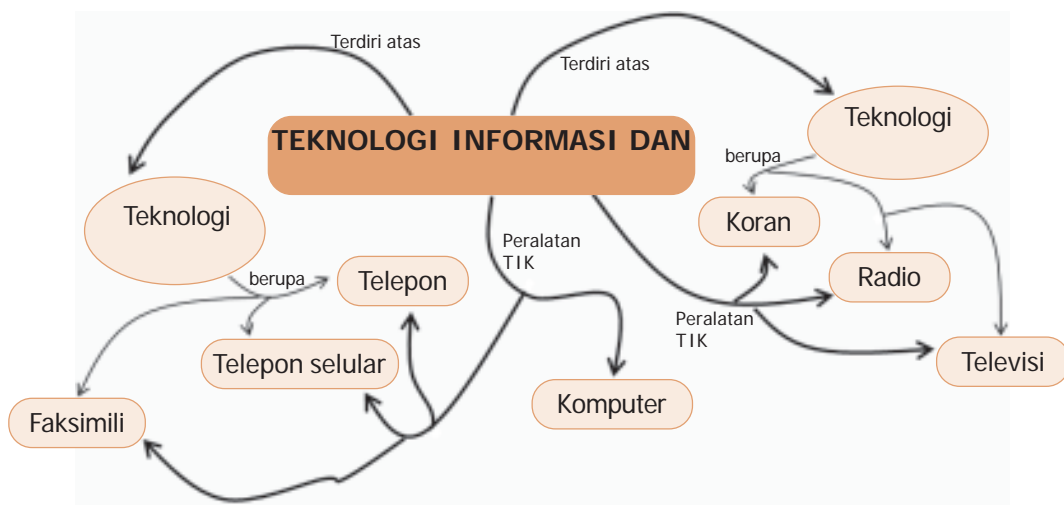 Terdiri atas
Terdiri atas
TEKNOLOGI INFORMASI DAN
Teknologi
berupa
Teknologi
Koran
Peralatan
TIK
berupa
Telepon
Radio
Peralatan
TIK
Telepon selular
Televisi
Komputer
Faksimili